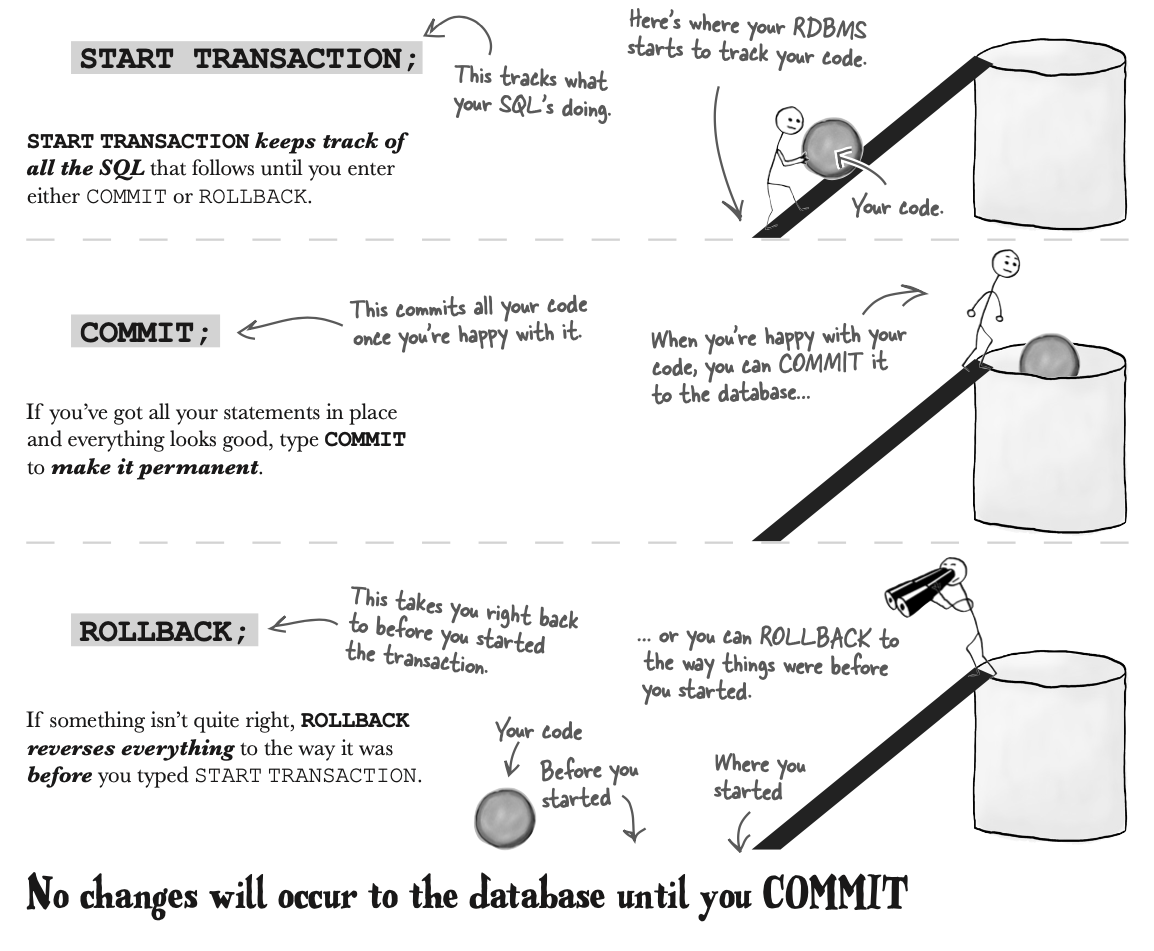 START TRANSACTION;
This tracks what
your SQL's doing.
Here's where your RDBMS
starts to track your code.
START TRANSACTION keeps track of
all the SQL that follows until you enter
either COMMIT or ROLLBACK.
Your code.
COMMIT;
This commits all your code
once you're happy with it.
When you're happy with your
code, you can COMMIT it
to the database...
If you've got all your statements in place
and everything looks good, type COMMIT
to make it permanent.
ROLLBACK;
This takes you right back
to before you started
the transaction.
... or you can ROLLBACK to
the way things were before
you started.
If something isn't quite right, ROLLBACK
reverses everything to the way it was
before you typed START TRANSACTION.
Your code
Before you
started
Where you
started
No changes will occur to the database until you COMMIT